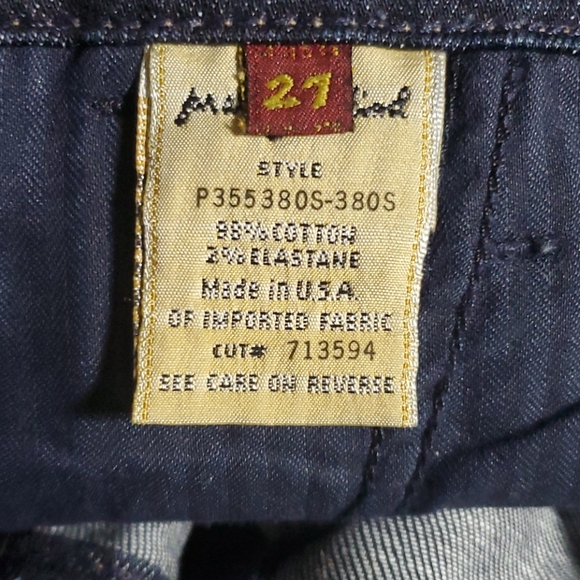 27
STYLE
P355380S-380S
98% COTTON
2% ELASTANE
Made in U.S.A.
OF IMPORTED FABRIC
CUT# 713594
SEE CARE ON REVERSE